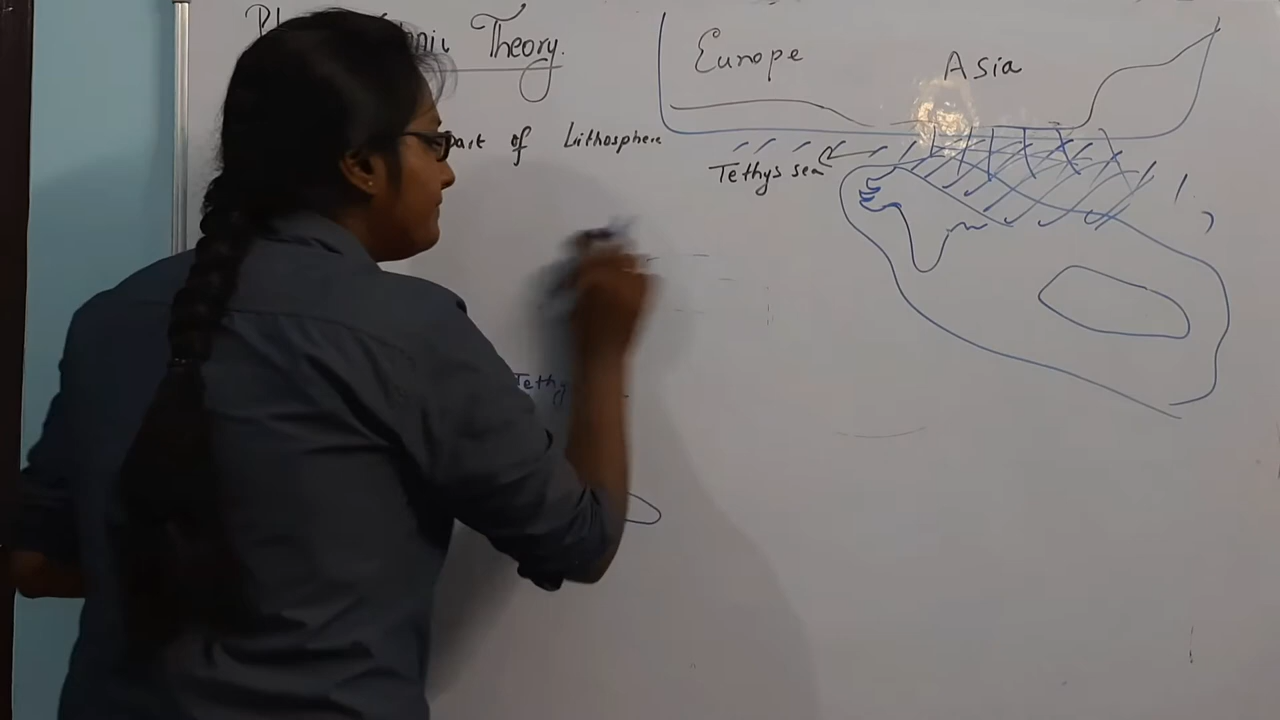 Theory.
Europe
Asia
part of Lithosphere
Tethys sea